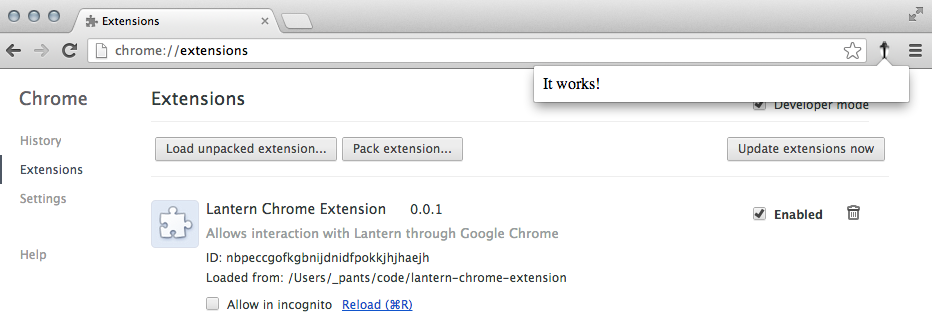 Extensions
chrome://extensions
It works!
Chrome
Extensions
Developer mode
History
Load unpacked extension...
Pack extension...
Update extensions now
Extensions
Settings
Lantern Chrome Extension 0.0.1
Enabled
Allows interaction with Lantern through Google Chrome
Help
ID: nbpeccgofkgbnijdnidfpokkjhjhaejh
Loaded from: /Users/_pants/code/lantern-chrome-extension
Allow in incognito Reload (⌘R)